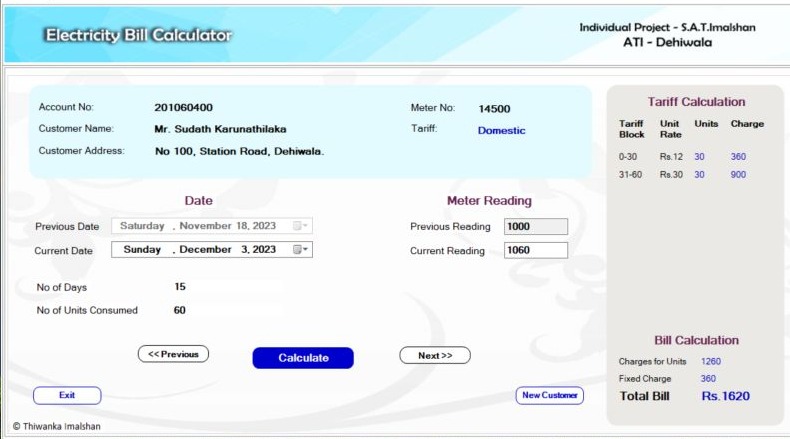 Electricity Bill Calculator
Individual Project - S.A.T.Imalshan
ATI - Dehiwala
Account No: 201060400
Meter No: 14500
Customer Name: Mr. Sudath Karunathilaka
Tariff: Domestic
Customer Address: No 100, Station Road, Dehiwala.
Date
Previous Date Saturday , November 18, 2023
Current Date Sunday , December 3, 2023
Meter Reading
Previous Reading 1000
Current Reading 1060
No of Days 15
No of Units Consumed 60
<< Previous
Calculate
Next >>
Exit
New Customer
Tariff Calculation
Tariff Block Unit Rate Units Charge
0-30 Rs.12 30 360
31-60 Rs.30 30 900
Bill Calculation
Charges for Units 1260
Fixed Charge 360
Total Bill Rs.1620
© Thiwanka Imalshan